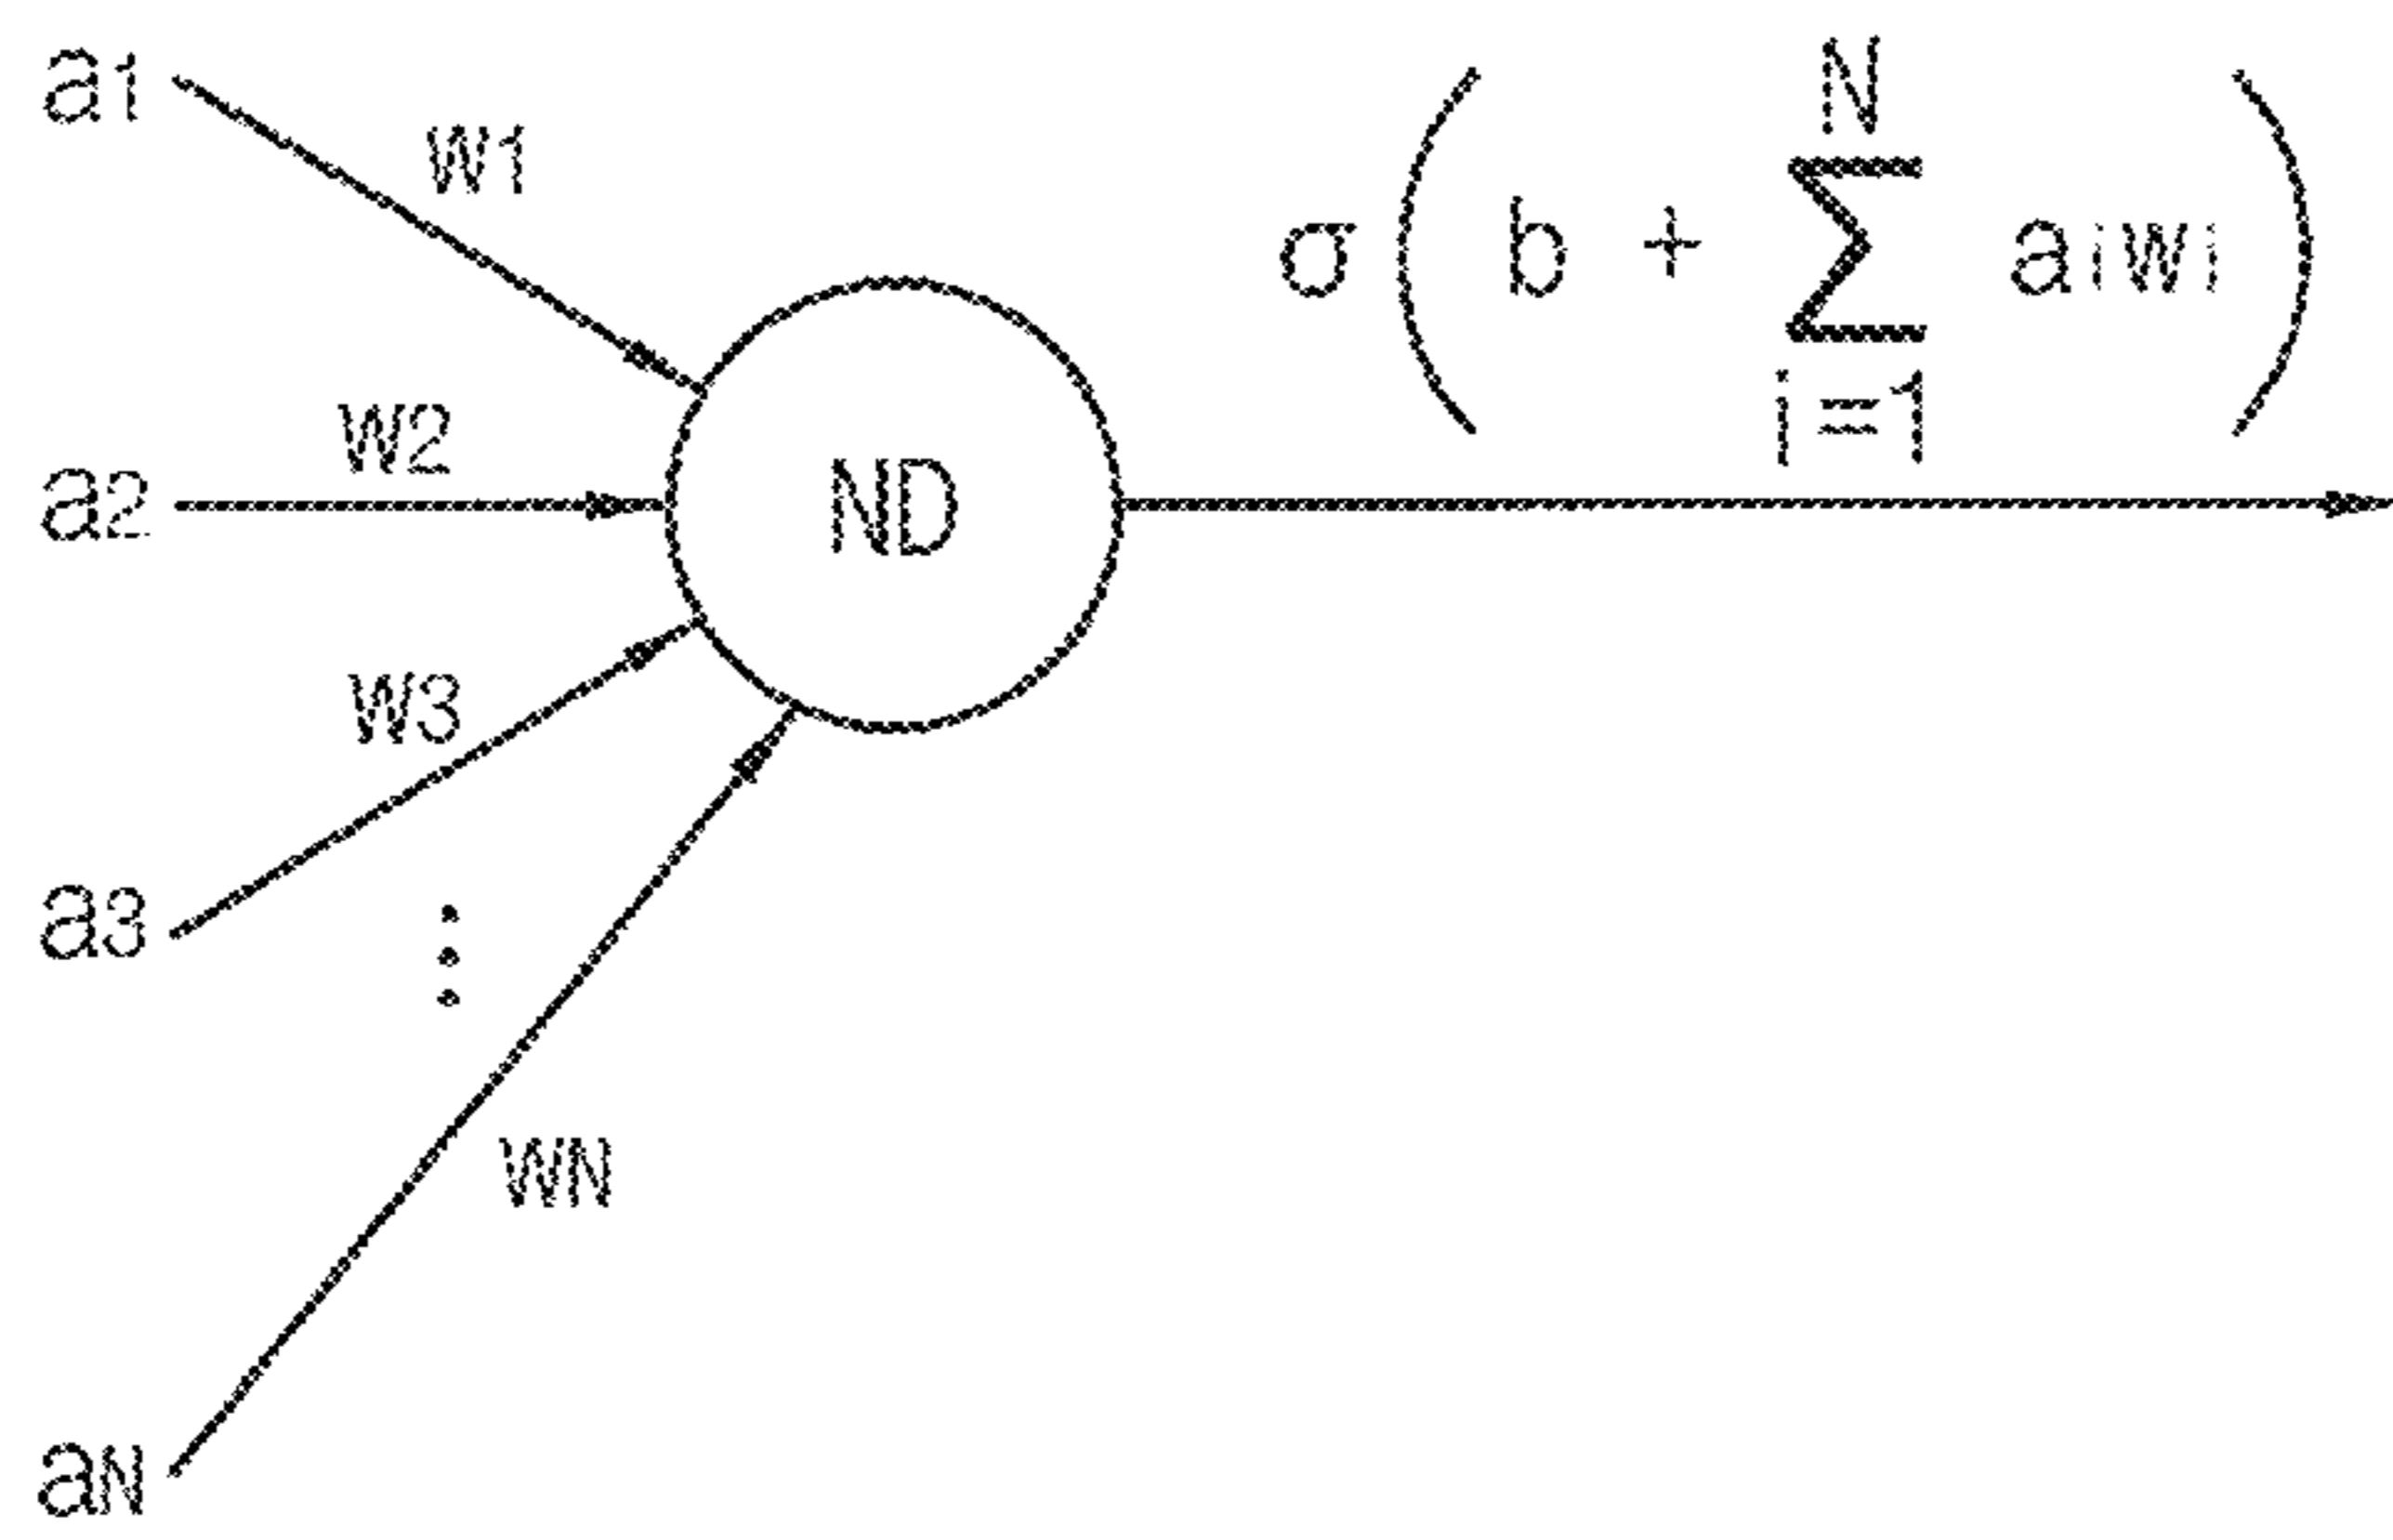 a1
W1
N
σ ( b + Σ aiwi )
i=1
W2
a2
ND
W3
a3
⋮
WN
aN